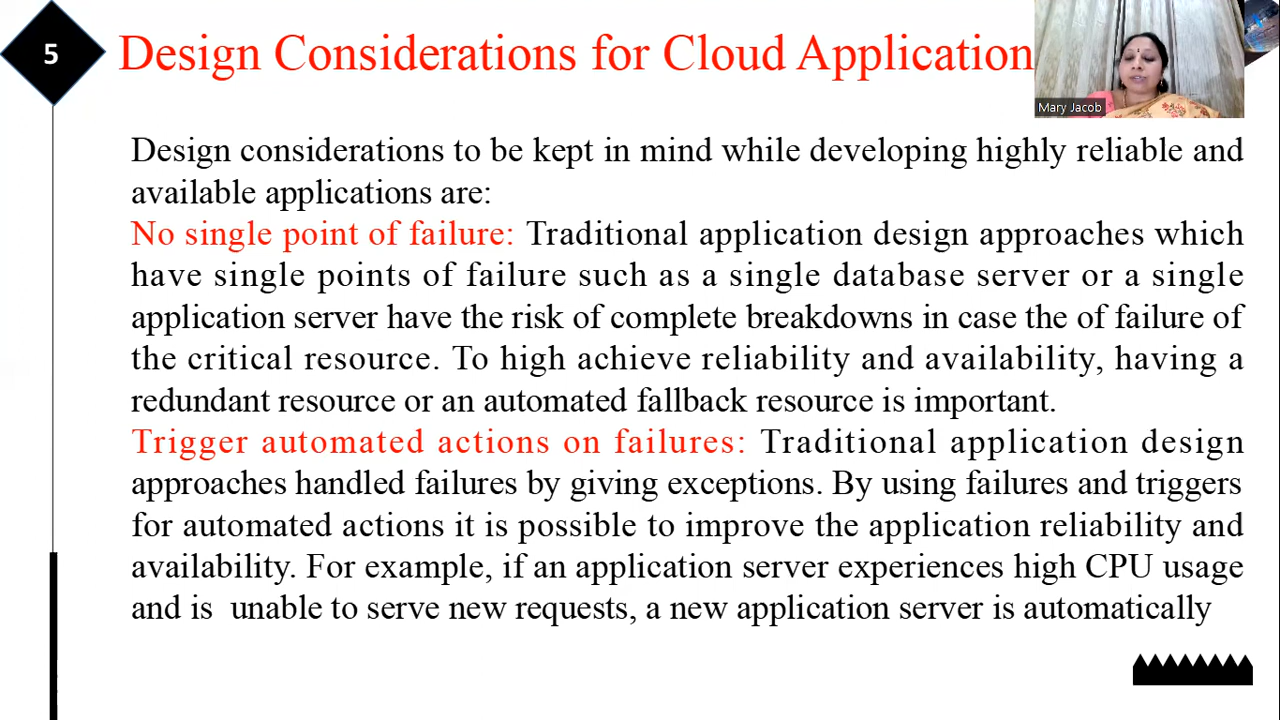 5
Design Considerations for Cloud Application
Mary Jacob
Design considerations to be kept in mind while developing highly reliable and
available applications are:
No single point of failure: Traditional application design approaches which
have single points of failure such as a single database server or a single
application server have the risk of complete breakdowns in case the of failure of
the critical resource. To high achieve reliability and availability, having a
redundant resource or an automated fallback resource is important.
Trigger automated actions on failures: Traditional application design
approaches handled failures by giving exceptions. By using failures and triggers
for automated actions it is possible to improve the application reliability and
availability. For example, if an application server experiences high CPU usage
and is  unable to serve new requests, a new application server is automatically